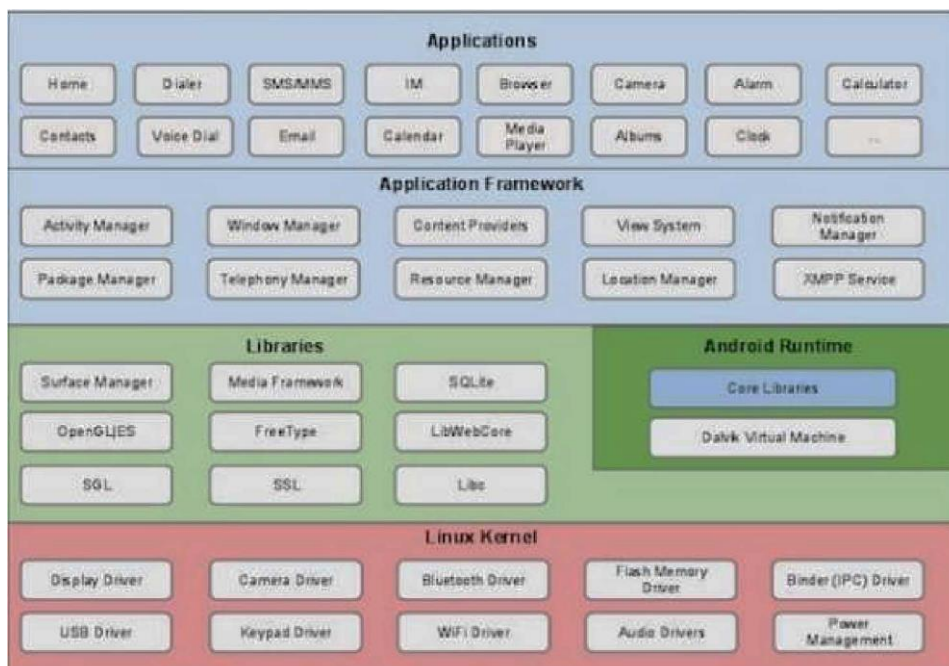 Applications
Home Dialer SMS/MMS IM Browser Camera Alarm Calculator
Contacts Voice Dial Email Calendar Media Player Albums Clock ...
Application Framework
Activity Manager Window Manager Content Providers View System Notification Manager
Package Manager Telephony Manager Resource Manager Location Manager XMPP Service
Libraries
Android Runtime
Surface Manager Media Framework SQLite
Core Libraries
OpenGL|ES FreeType LibWebCore
Dalvik Virtual Machine
SGL SSL Libc
Linux Kernel
Display Driver Camera Driver Bluetooth Driver Flash Memory Driver Binder (IPC) Driver
USB Driver Keypad Driver WiFi Driver Audio Drivers Power Management